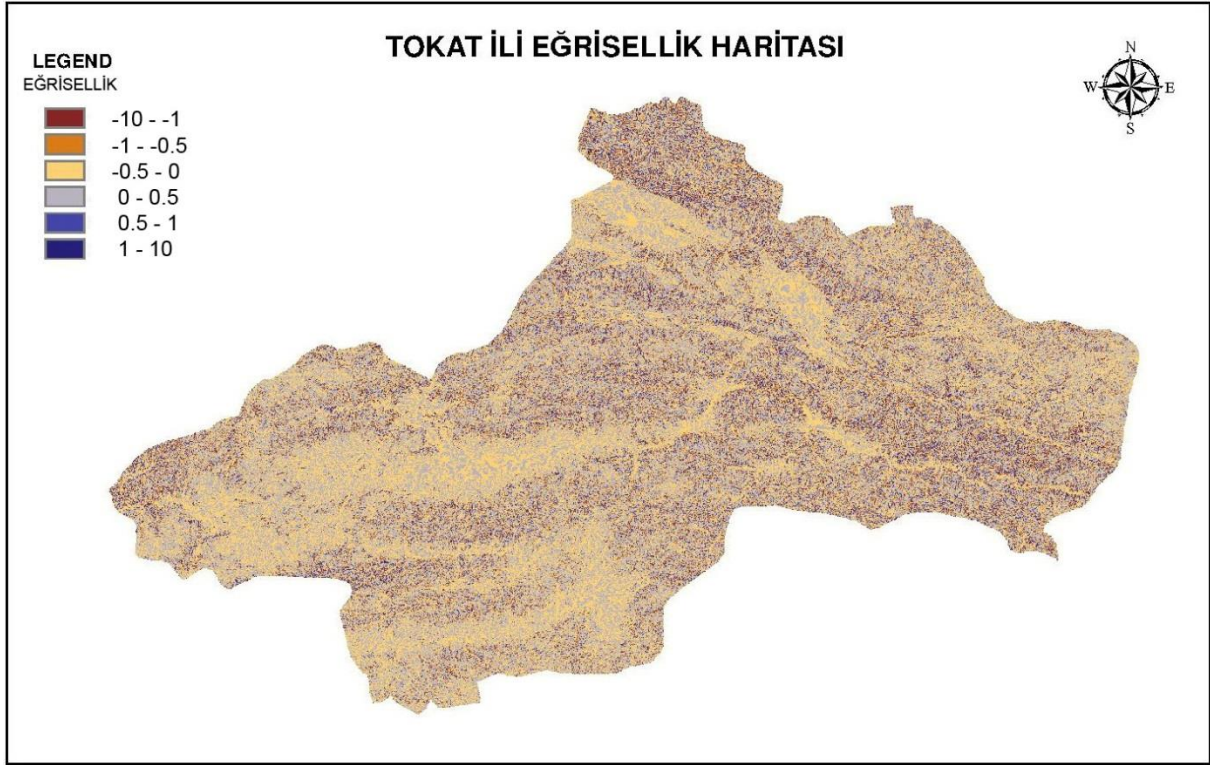 TOKAT İLİ EĞRİSELLİK HARİTASI
LEGEND
EĞRİSELLİK
-10 - -1
-1 - -0.5
-0.5 - 0
0 - 0.5
0.5 - 1
1 - 10
N
W E
S